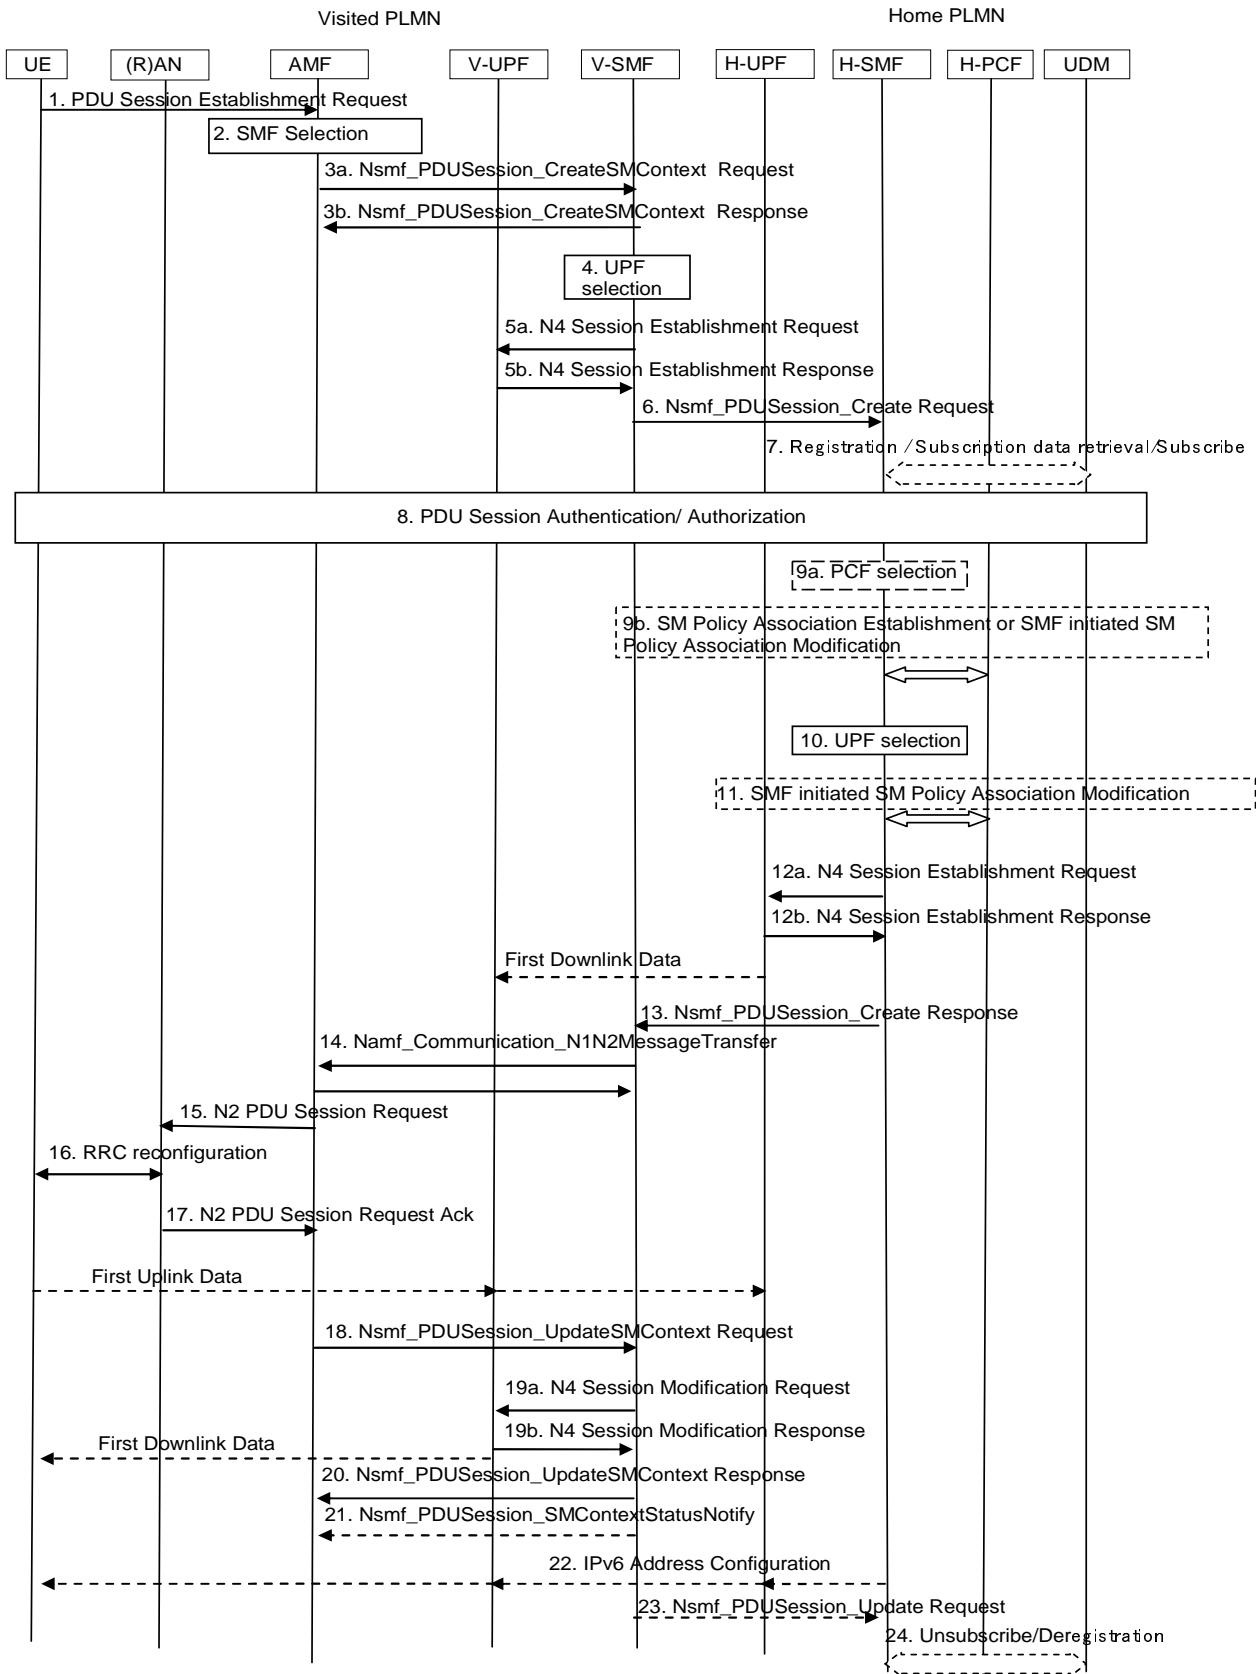 Visited PLMN
Home PLMN
UE
(R)AN
AMF
V-UPF
V-SMF
H-UPF
H-SMF
H-PCF
UDM
1. PDU Session Establishment Request
2. SMF Selection
3a. Nsmf_PDUSession_CreateSMContext Request
3b. Nsmf_PDUSession_CreateSMContext Response
4. UPF
selection
5a. N4 Session Establishment Request
5b. N4 Session Establishment Response
6. Nsmf_PDUSession_Create Request
7. Registration /Subscription data retrieval/Subscribe
8. PDU Session Authentication/ Authorization
9a. PCF selection
9b. SM Policy Association Establishment or SMF initiated SM
Policy Association Modification
10. UPF selection
11. SMF initiated SM Policy Association Modification
12a. N4 Session Establishment Request
12b. N4 Session Establishment Response
First Downlink Data
13. Nsmf_PDUSession_Create Response
14. Namf_Communication_N1N2MessageTransfer
15. N2 PDU Session Request
16. RRC reconfiguration
17. N2 PDU Session Request Ack
First Uplink Data
18. Nsmf_PDUSession_UpdateSMContext Request
19a. N4 Session Modification Request
19b. N4 Session Modification Response
First Downlink Data
20. Nsmf_PDUSession_UpdateSMContext Response
21. Nsmf_PDUSession_SMContextStatusNotify
22. IPv6 Address Configuration
23. Nsmf_PDUSession_Update Request
24. Unsubscribe/Deregistration